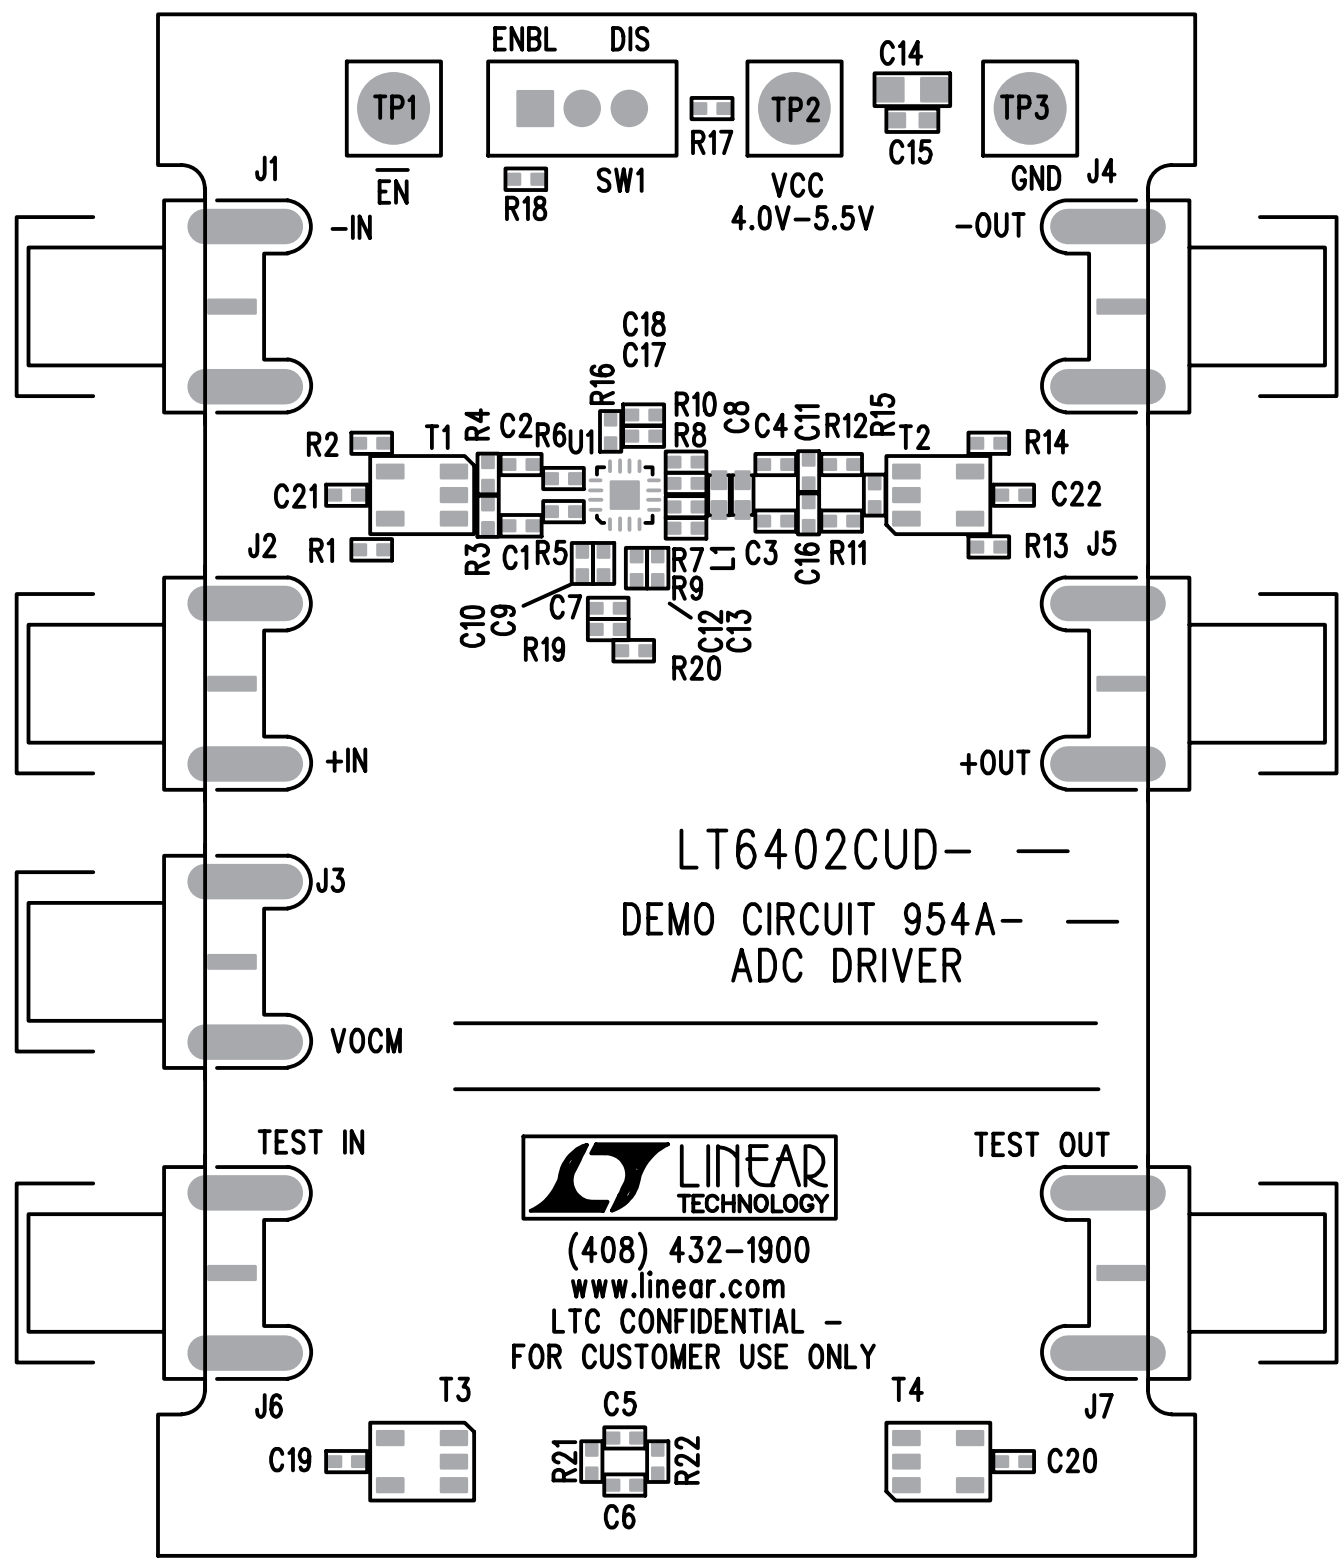 ENBL DIS
C14
TP1
TP2
TP3
R17
C15
J1
EN
R18
SW1
VCC
4.0V-5.5V
GND
J4
-IN
-OUT
C18
C17
R16
R10
R8
C8
C11
R15
R2
T1
R4
C2
R6
U1
C4
R12
T2
R14
C21
C22
J2
R1
R3
C1
R5
R7
L1
C3
C16
R11
R13
J5
C10
C9
C7
R9
C12
C13
R19
R20
+IN
+OUT
LT6402CUD- —
DEMO CIRCUIT 954A- —
ADC DRIVER
J3
VOCM
TEST IN
TEST OUT
LINEAR
TECHNOLOGY
(408) 432-1900
www.linear.com
LTC CONFIDENTIAL -
FOR CUSTOMER USE ONLY
J6
T3
C5
T4
J7
C19
R21
R22
C20
C6